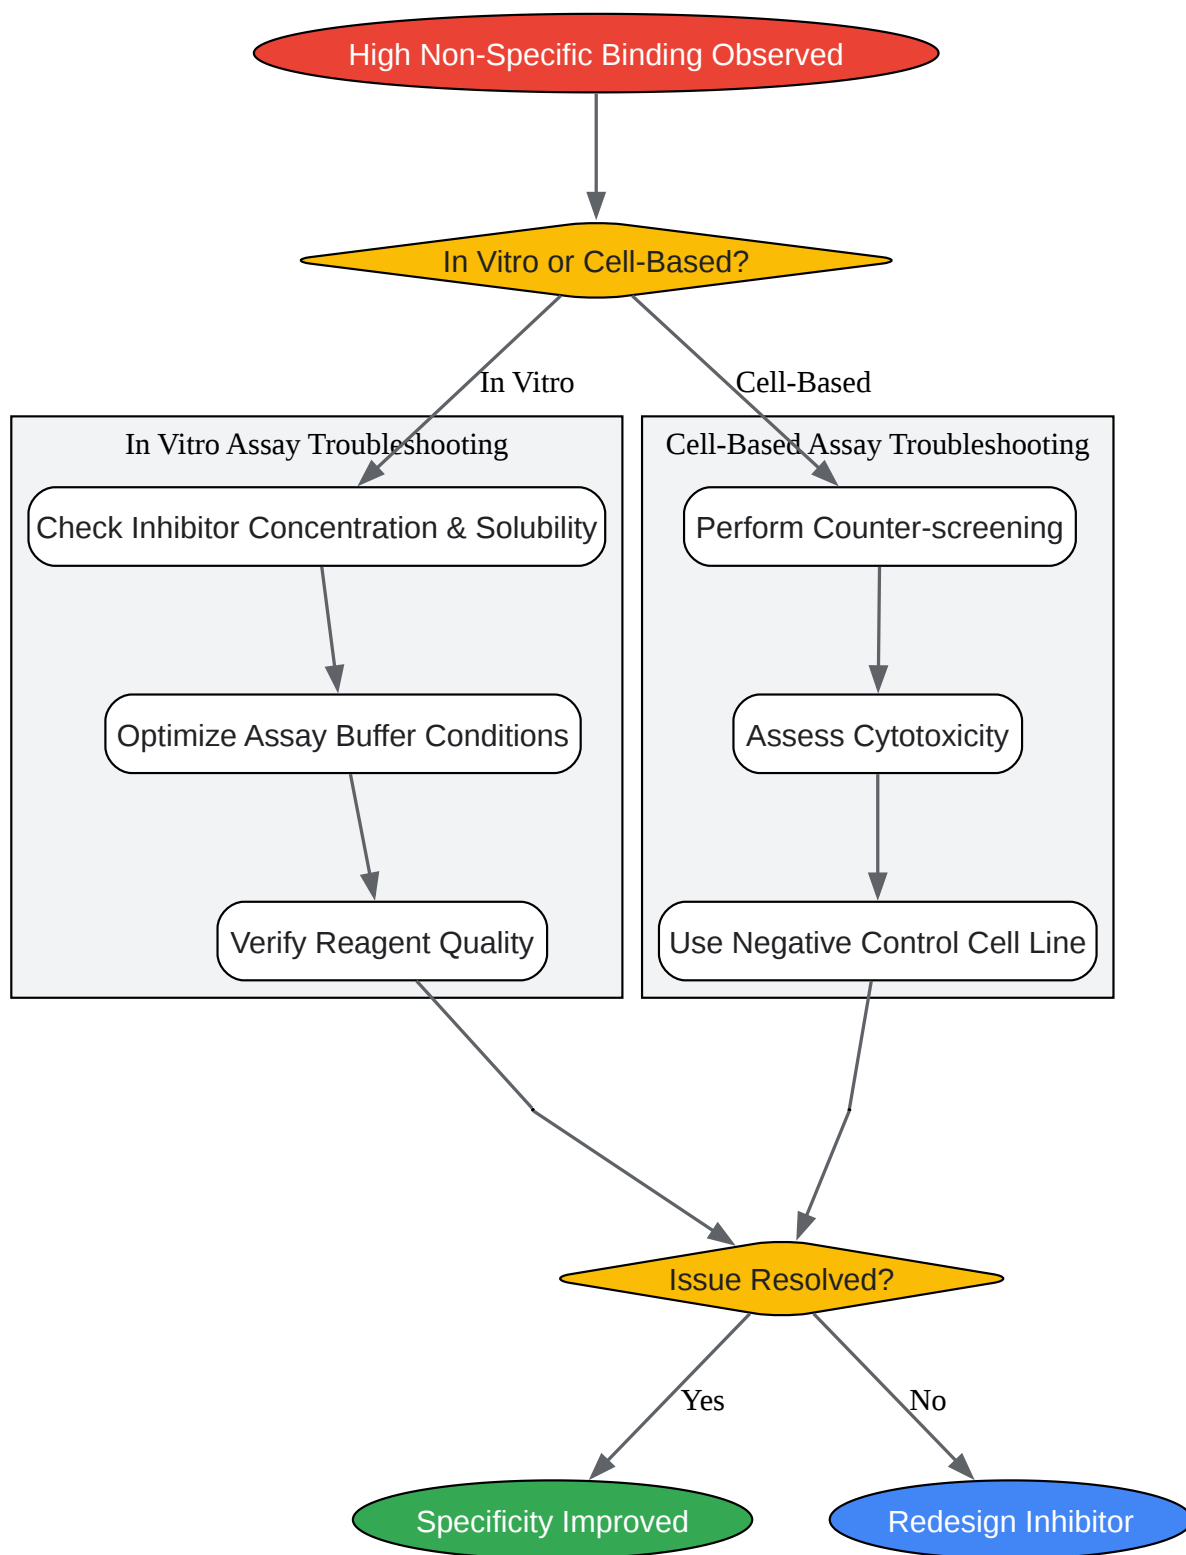 High Non-Specific Binding Observed
In Vitro or Cell-Based?
In Vitro
Cell-Based
In Vitro Assay Troubleshooting
Cell-Based Assay Troubleshooting
Check Inhibitor Concentration & Solubility
Perform Counter-screening
Optimize Assay Buffer Conditions
Assess Cytotoxicity
Verify Reagent Quality
Use Negative Control Cell Line
Issue Resolved?
Yes
No
Specificity Improved
Redesign Inhibitor